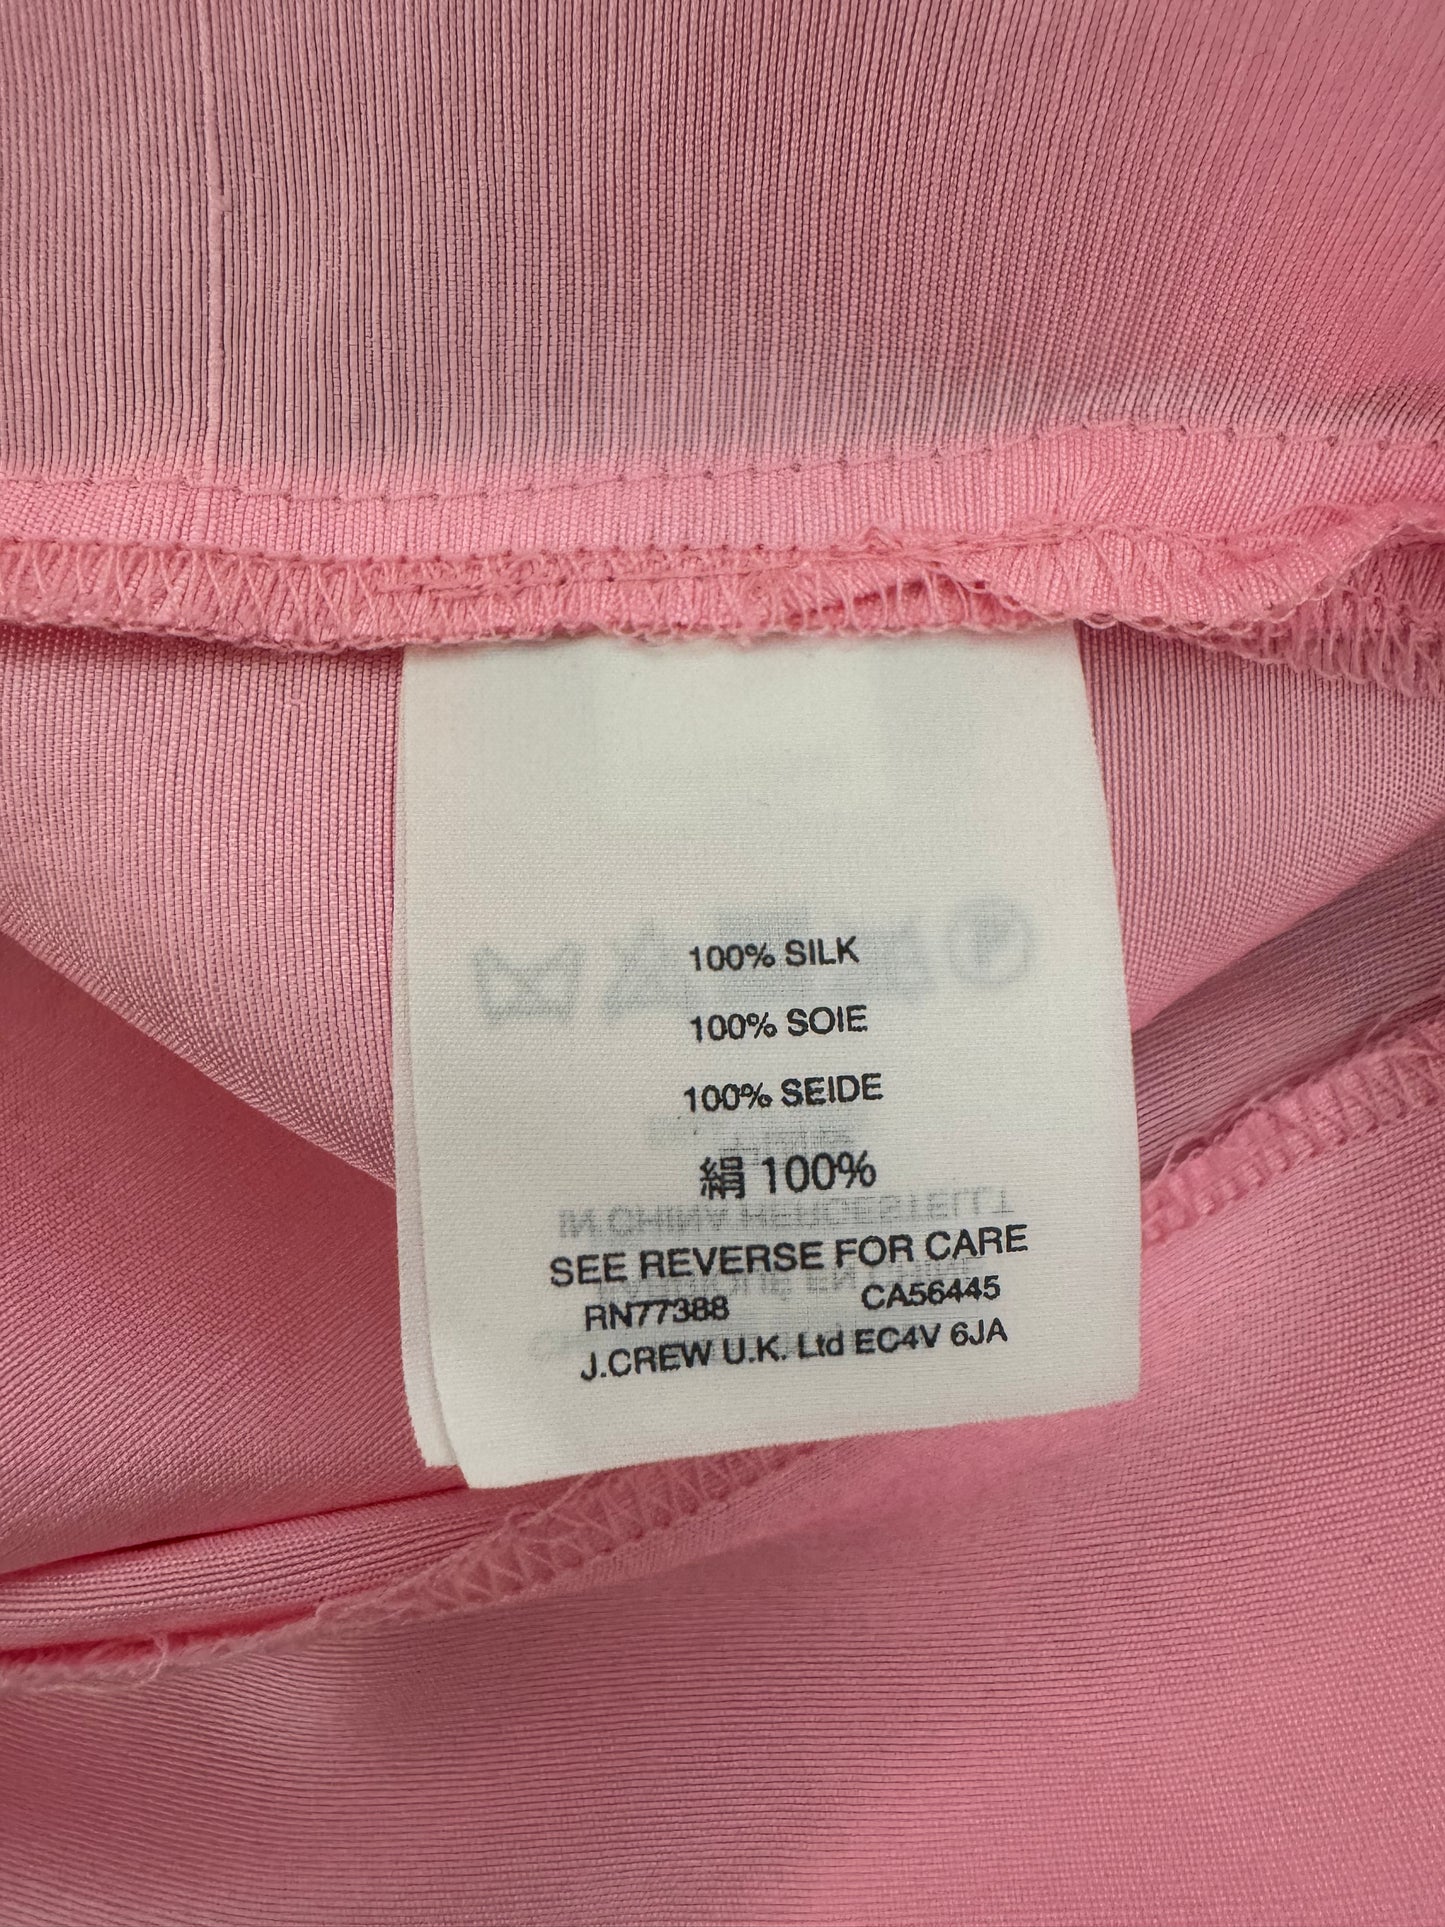 100% SILK
100% SOIE
100% SEIDE
絹 100%
SEE REVERSE FOR CARE
RN77388 CA56445
J.CREW U.K. Ltd EC4V 6JA